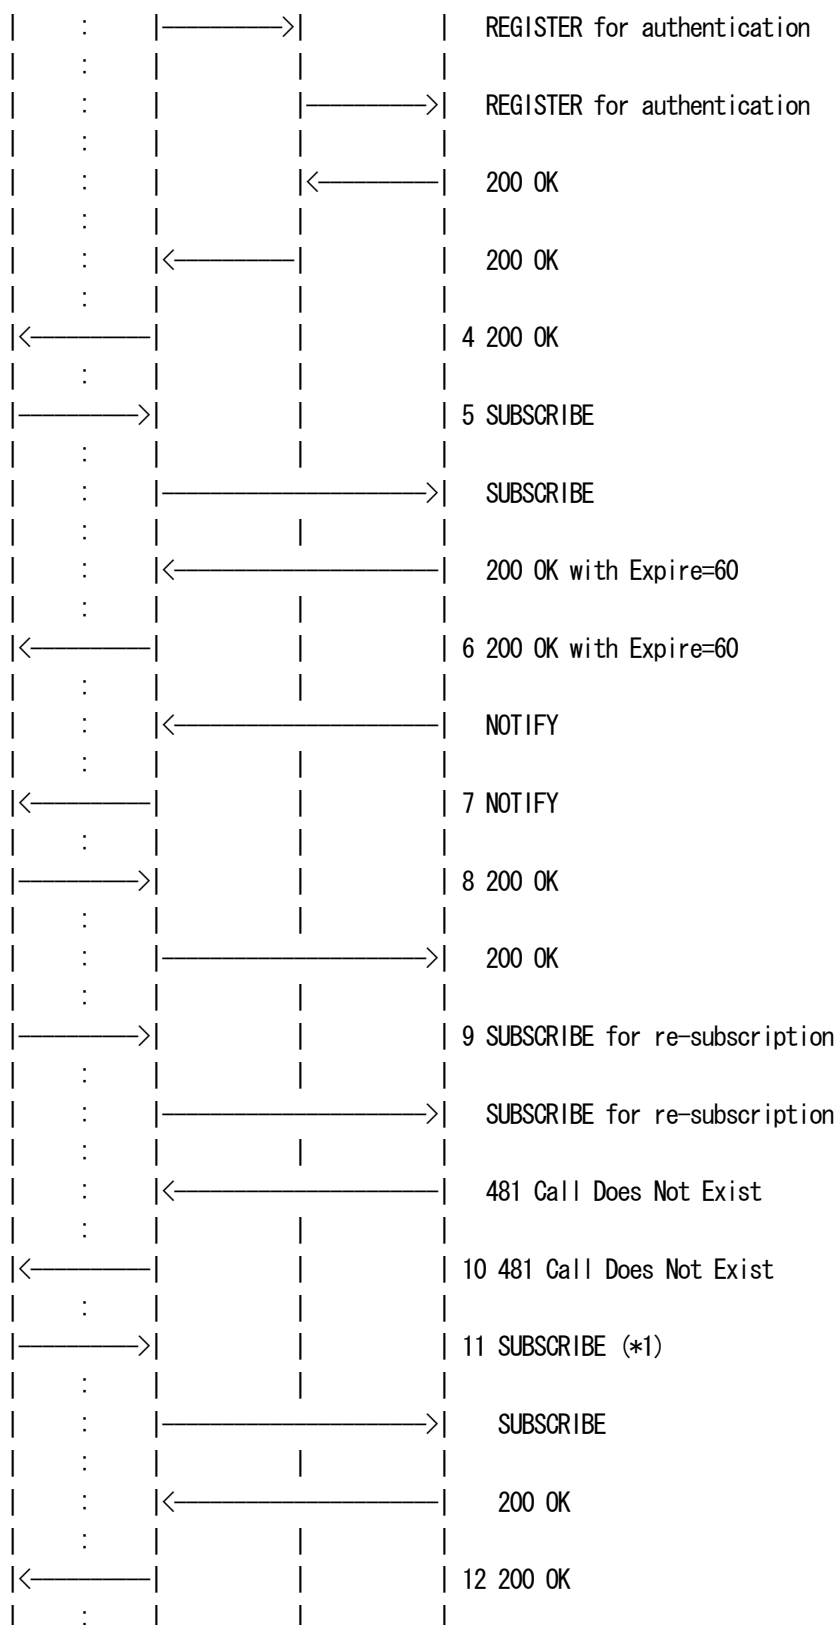 REGISTER for authentication
REGISTER for authentication
200 OK
200 OK
4 200 OK
5 SUBSCRIBE
SUBSCRIBE
200 OK with Expire=60
6 200 OK with Expire=60
NOTIFY
7 NOTIFY
8 200 OK
200 OK
9 SUBSCRIBE for re-subscription
SUBSCRIBE for re-subscription
481 Call Does Not Exist
10 481 Call Does Not Exist
11 SUBSCRIBE (*1)
SUBSCRIBE
200 OK
12 200 OK